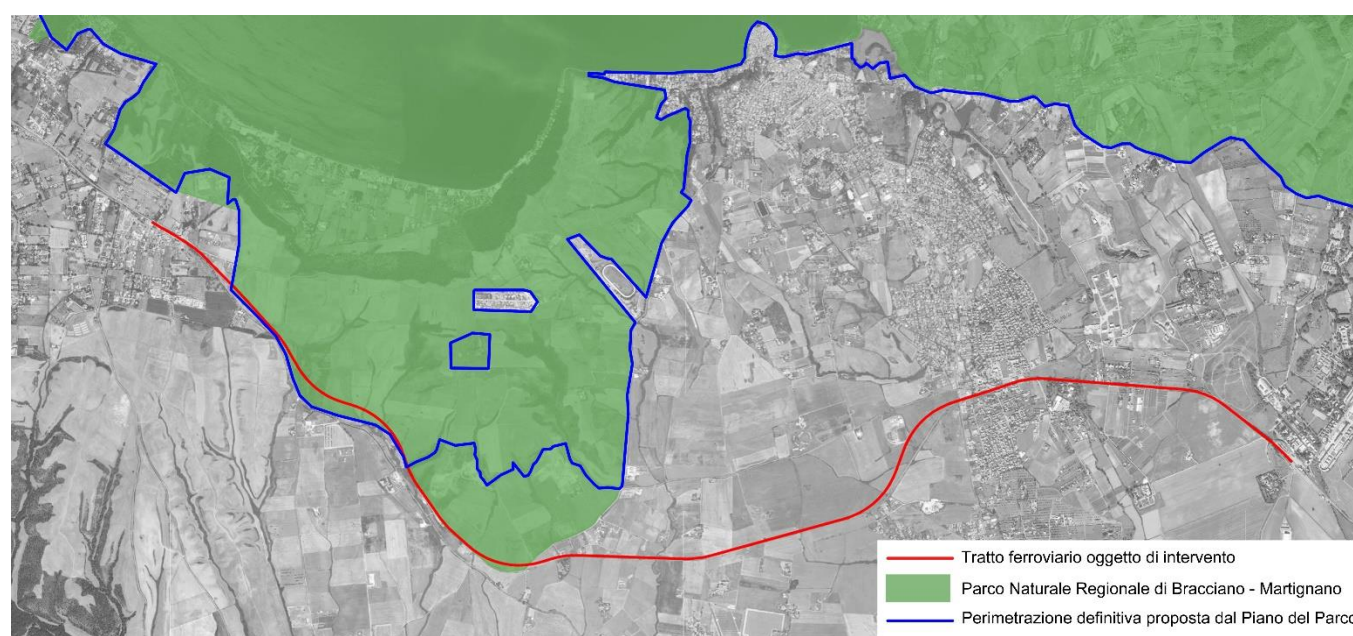 Tratto ferroviario oggetto di intervento
Parco Naturale Regionale di Bracciano - Martignano
Perimetrazione definitiva proposta dal Piano del Parco